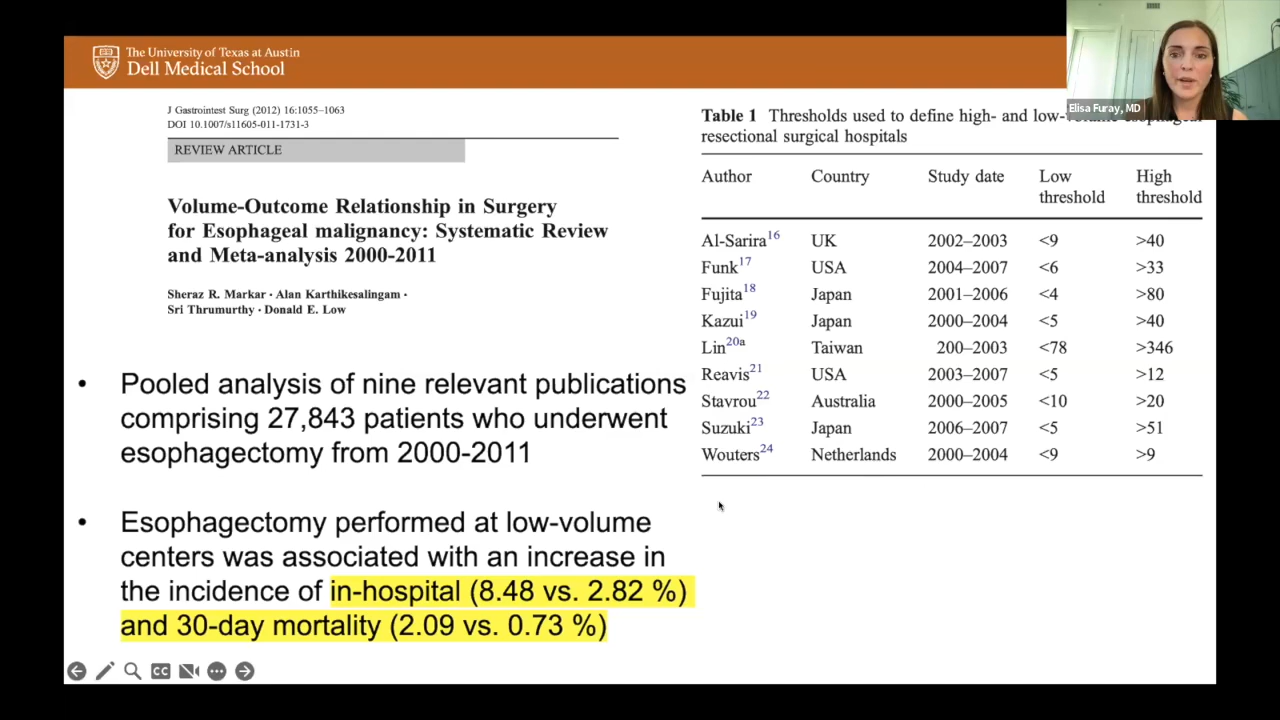 The University of Texas at Austin
Dell Medical School
Elisa Furay, MD
J Gastrointest Surg (2012) 16:1055–1063
DOI 10.1007/s11605-011-1731-3
REVIEW ARTICLE
Volume-Outcome Relationship in Surgery
for Esophageal malignancy: Systematic Review
and Meta-analysis 2000-2011
Sheraz R. Markar · Alan Karthikesalingam ·
Sri Thrumurthy · Donald E. Low
• Pooled analysis of nine relevant publications
comprising 27,843 patients who underwent
esophagectomy from 2000-2011
• Esophagectomy performed at low-volume
centers was associated with an increase in
the incidence of in-hospital (8.48 vs. 2.82 %)
and 30-day mortality (2.09 vs. 0.73 %)
Table 1 Thresholds used to define high- and low-
resectional surgical hospitals
Author Country Study date Low threshold High threshold
Al-Sarira16 UK 2002–2003 <9 >40
Funk17 USA 2004–2007 <6 >33
Fujita18 Japan 2001–2006 <4 >80
Kazui19 Japan 2000–2004 <5 >40
Lin20a Taiwan 200–2003 <78 >346
Reavis21 USA 2003–2007 <5 >12
Stavrou22 Australia 2000–2005 <10 >20
Suzuki23 Japan 2006–2007 <5 >51
Wouters24 Netherlands 2000–2004 <9 >9
CC